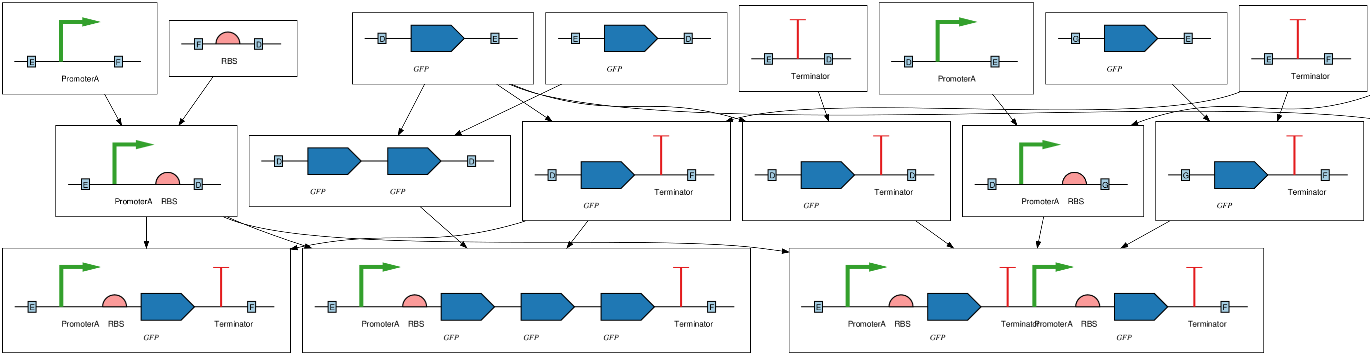 E F
PromoterA
F D
RBS
D E
GFP
E D
GFP
E D
Terminator
D E
PromoterA
G E
GFP
E F
Terminator
E D
PromoterA RBS
D D
GFP GFP
D F
Terminator
GFP
D D
Terminator
GFP
D G
PromoterA RBS
G F
Terminator
GFP
E F
PromoterA RBS Terminator
GFP
E F
PromoterA RBS Terminator
GFP GFP GFP
E F
PromoterA RBS Terminator PromoterA RBS Terminator
GFP GFP